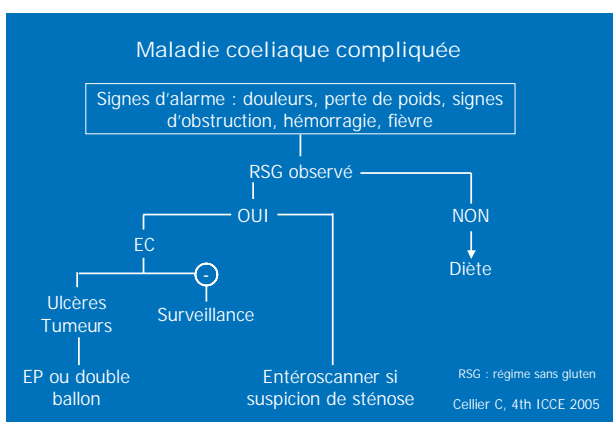 Maladie coeliaque compliquée
Signes d'alarme : douleurs, perte de poids, signes
d'obstruction, hémorragie, fièvre
RSG observé
OUI
NON
EC
-
Diète
Ulcères
Tumeurs
Surveillance
EP ou double
ballon
Entéroscanner si
suspicion de sténose
RSG : régime sans gluten
Cellier C, 4th ICCE 2005